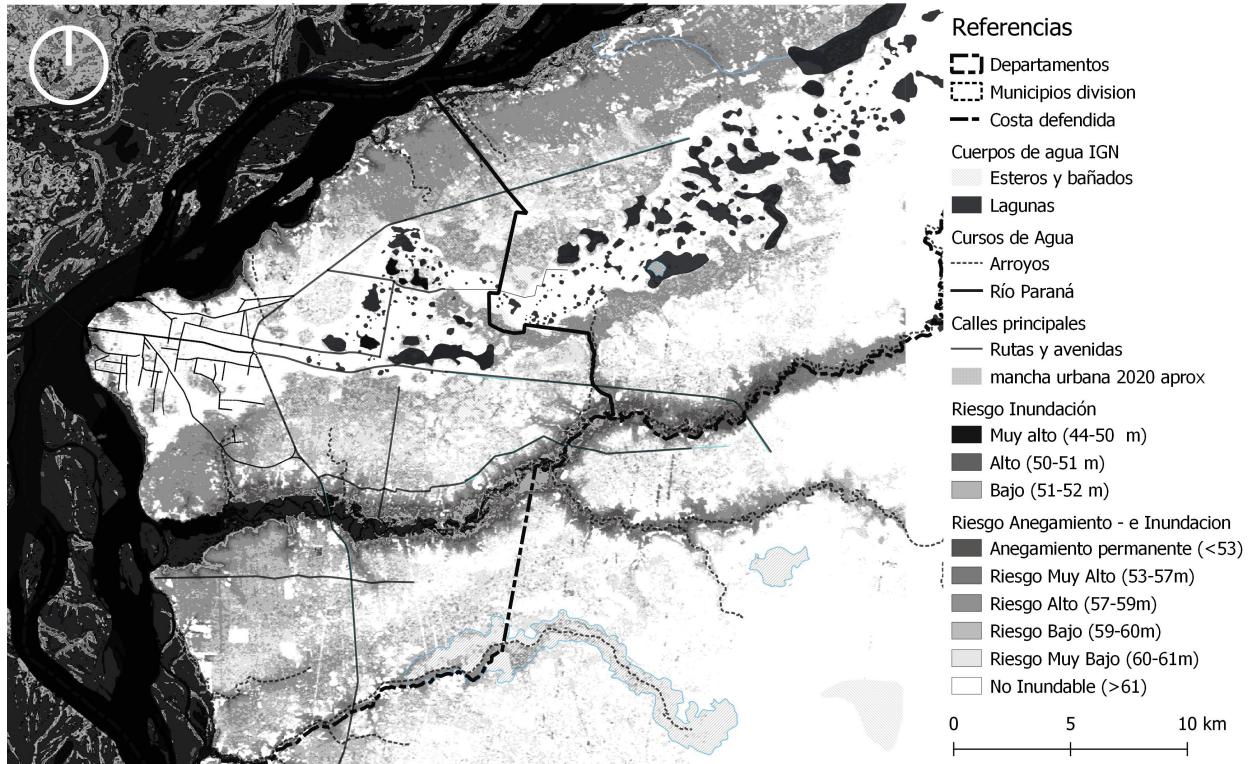 Referencias
Departamentos
Municipios division
Costa defendida
Cuerpos de agua IGN
Esteros y bañados
Lagunas
Cursos de Agua
Arroyos
Río Paraná
Calles principales
Rutas y avenidas
mancha urbana 2020 aprox
Riesgo Inundación
Muy alto (44-50 m)
Alto (50-51 m)
Bajo (51-52 m)
Riesgo Anegamiento - e Inundacion
Anegamiento permanente (<53)
Riesgo Muy Alto (53-57m)
Riesgo Alto (57-59m)
Riesgo Bajo (59-60m)
Riesgo Muy Bajo (60-61m)
No Inundable (>61)
0 5 10 km